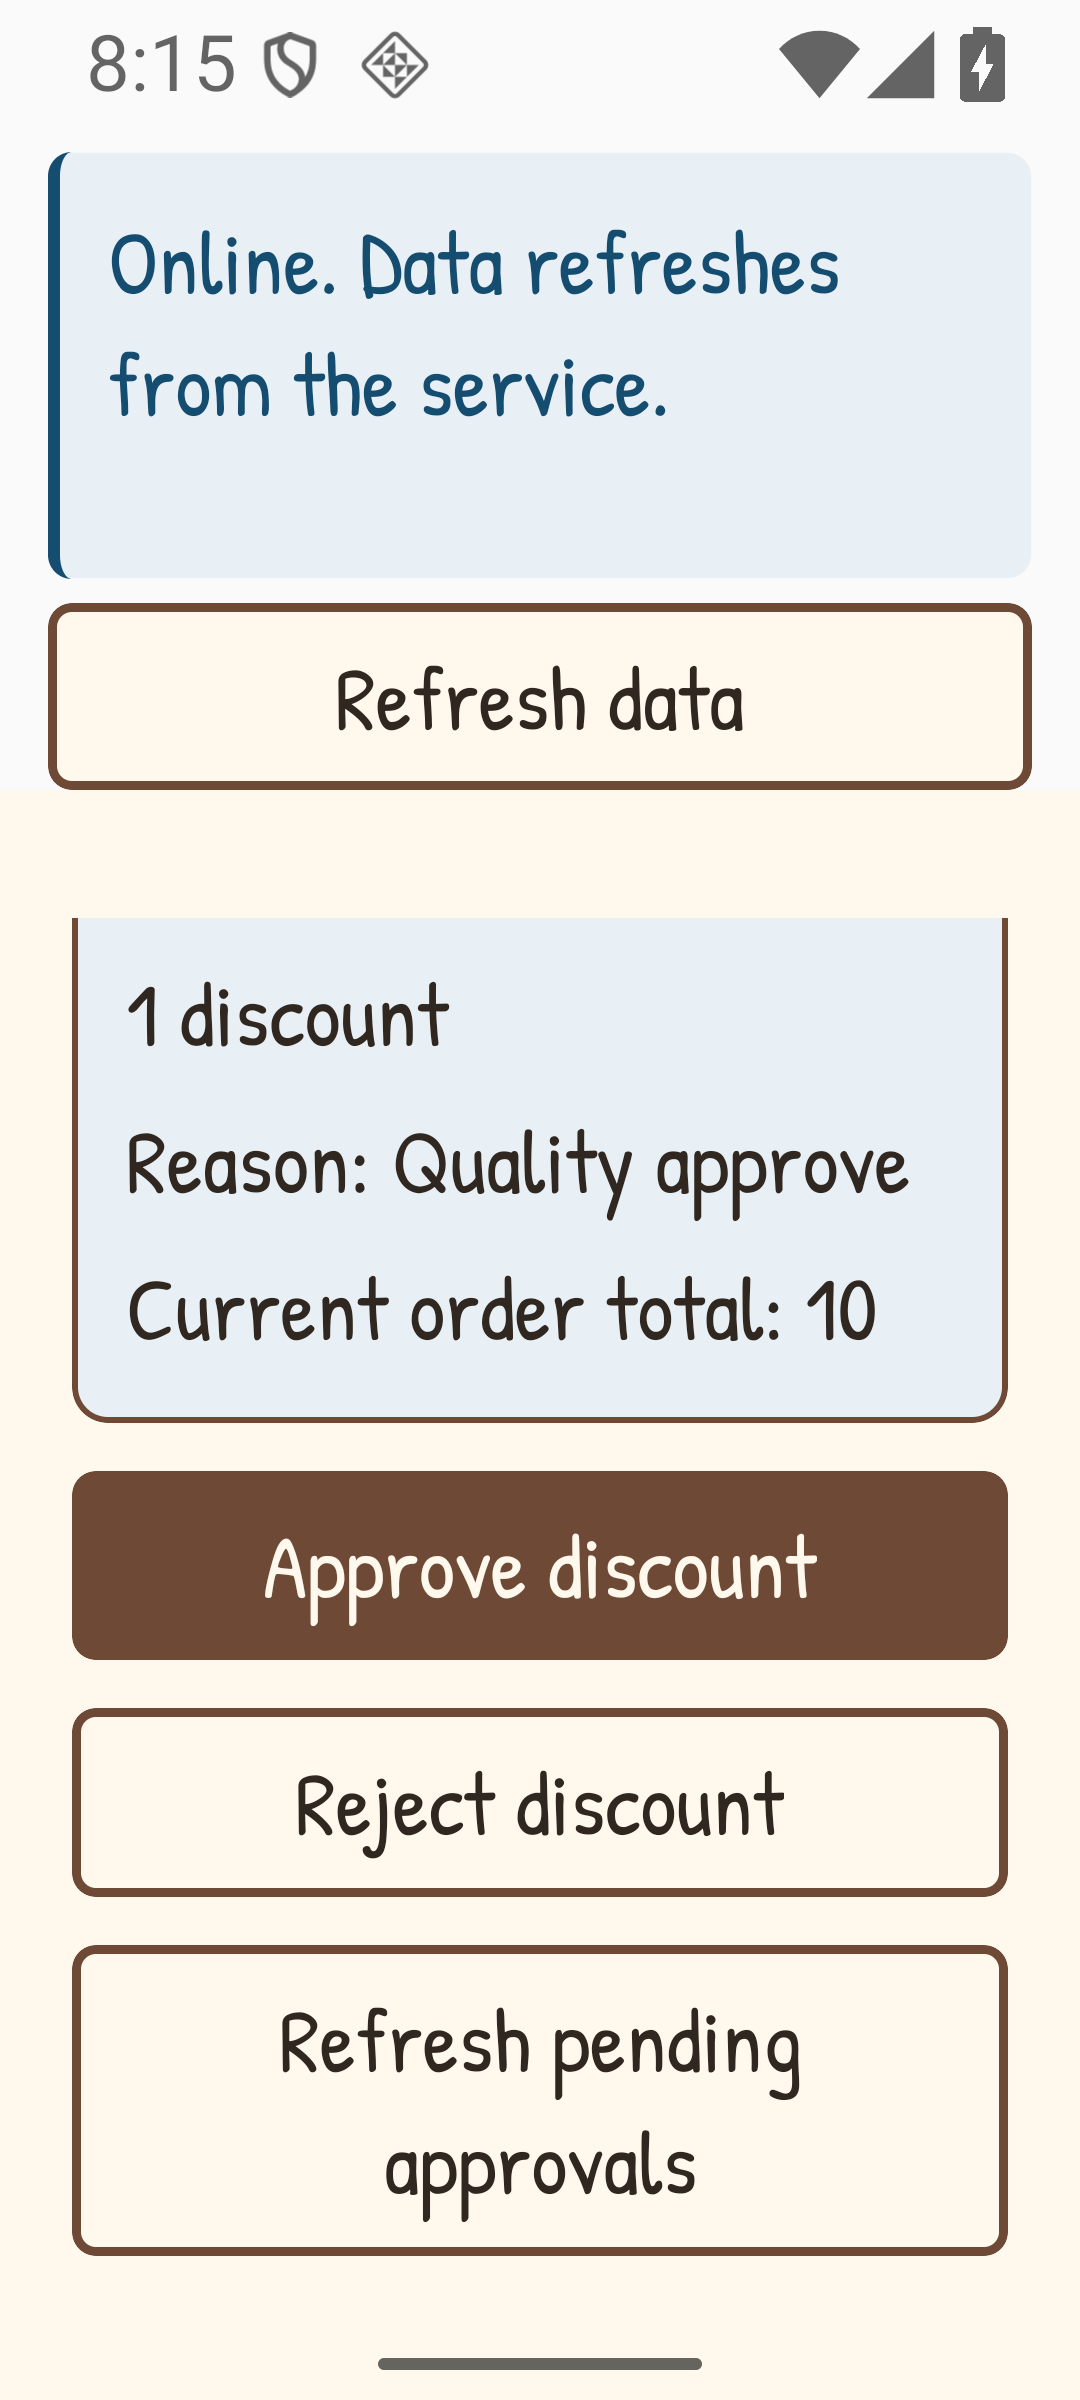 8:15
Online. Data refreshes
from the service.
Refresh data
1 discount
Reason: Quality approve
Current order total: 10
Approve discount
Reject discount
Refresh pending
approvals